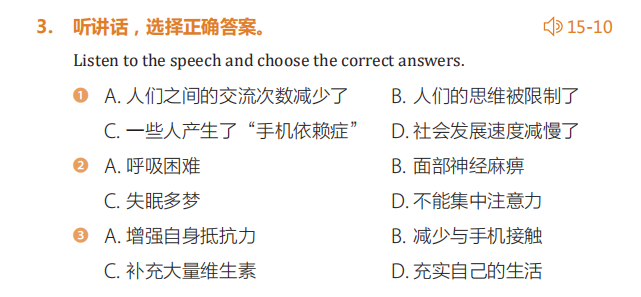 3. 听讲话，选择正确答案。 15-10
Listen to the speech and choose the correct answers.
1 A. 人们之间的交流次数减少了 B. 人们的思维被限制了
C. 一些人产生了“手机依赖症” D. 社会发展速度减慢了
2 A. 呼吸困难 B. 面部神经麻痹
C. 失眠多梦 D. 不能集中注意力
3 A. 增强自身抵抗力 B. 减少与手机接触
C. 补充大量维生素 D. 充实自己的生活